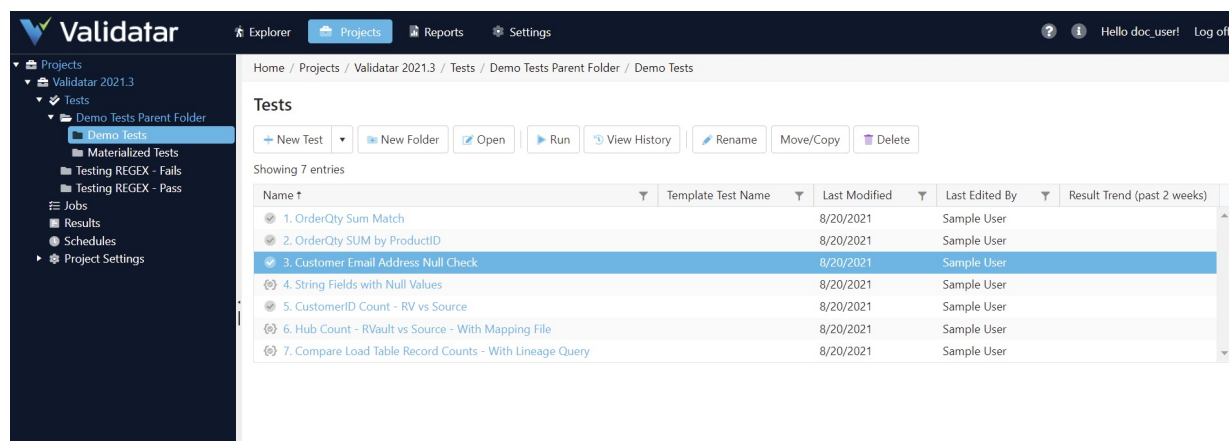 Validatar
Explorer Projects Reports Settings Hello doc_user! Log off
Projects
Validatar 2021.3
Tests
Demo Tests Parent Folder
Demo Tests
Materialized Tests
Testing REGEX - Fails
Testing REGEX - Pass
Jobs
Results
Schedules
Project Settings
Home / Projects / Validatar 2021.3 / Tests / Demo Tests Parent Folder / Demo Tests
Tests
New Test New Folder Open Run View History Rename Move/Copy Delete
Showing 7 entries
Name Template Test Name Last Modified Last Edited By Result Trend (past 2 weeks)
1. OrderQty Sum Match 8/20/2021 Sample User
2. OrderQty SUM by ProductID 8/20/2021 Sample User
3. Customer Email Address Null Check 8/20/2021 Sample User
4. String Fields with Null Values 8/20/2021 Sample User
5. CustomerID Count - RV vs Source 8/20/2021 Sample User
6. Hub Count - RVault vs Source - With Mapping File 8/20/2021 Sample User
7. Compare Load Table Record Counts - With Lineage Query 8/20/2021 Sample User